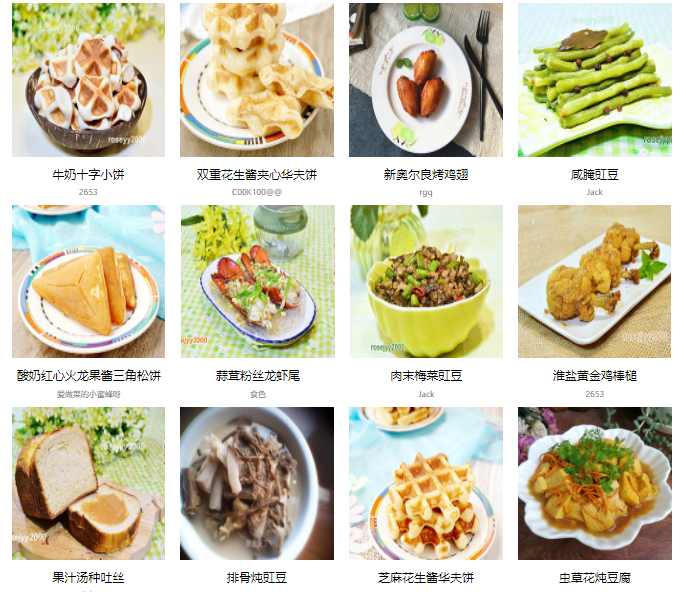 roseyy2000
roseyy2000
牛奶十字小饼
双重花生酱夹心华夫饼
新奥尔良烤鸡翅
咸腌豇豆
2653
C00K100@@
rgq
Jack
rosejyy2000
酸奶红心火龙果酱三角松饼
蒜茸粉丝龙虾尾
肉末梅菜豇豆
淮盐黄金鸡棒槌
爱做菜的小蜜蜂呀
食色
Jack
2653
果汁汤种吐丝
排骨炖豇豆
芝麻花生酱华夫饼
虫草花炖豆腐